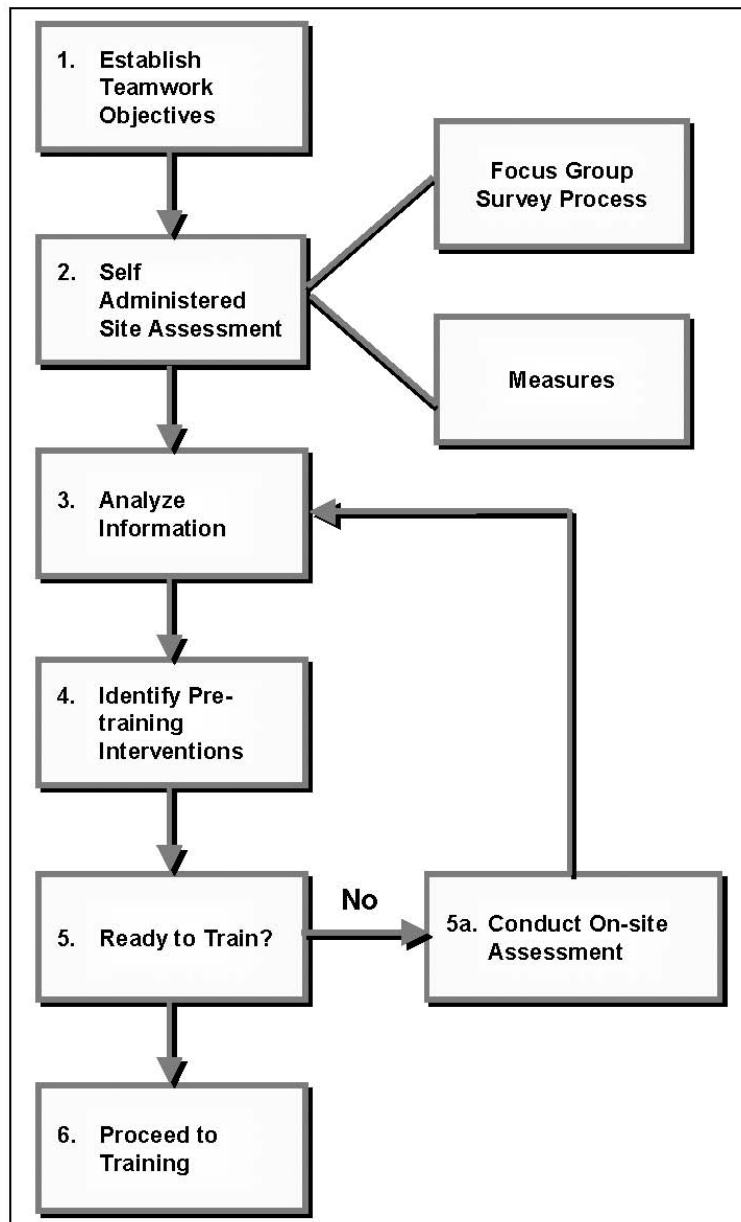 1. Establish
Teamwork
Objectives
Focus Group
Survey Process
2. Self
Administered
Site Assessment
Measures
3. Analyze
Information
4. Identify Pre-
training
Interventions
5. Ready to Train?
No
5a. Conduct On-site
Assessment
6. Proceed to
Training